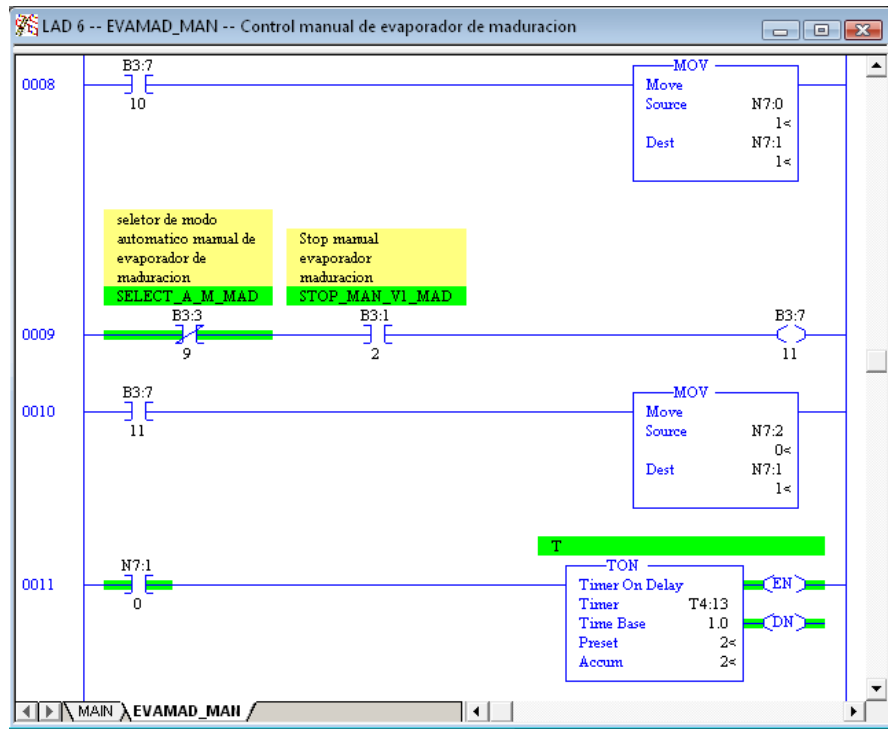 LAD 6 -- EVAMAD_MAN -- Control manual de evaporador de maduracion
0008
B3:7
10
MOV
Move
Source N7:0
1<
Dest N7:1
1<
seletor de modo
automatico manual de
evaporador de
maduracion
SELECT_A_M_MAD
Stop manual
evaporador
maduracion
STOP_MAN_V1_MAD
0009
B3:3
9
B3:1
2
B3:7
11
0010
B3:7
11
MOV
Move
Source N7:2
0<
Dest N7:1
1<
T
0011
N7:1
0
TON
Timer On Delay
Timer T4:13
Time Base 1.0
Preset 2<
Accum 2<
EN
DN
MAIN EVAMAD_MAN